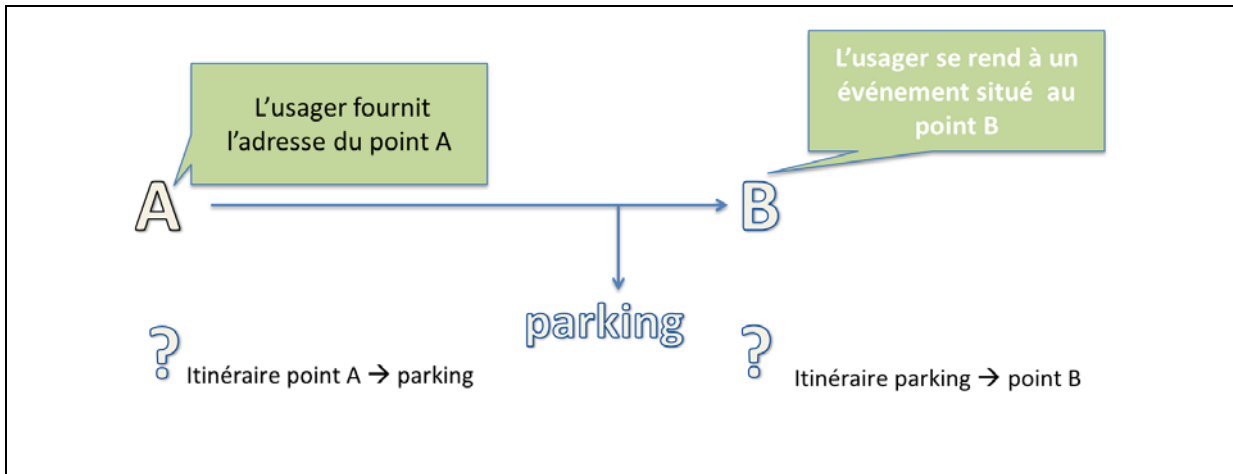 L'usager fournit
l'adresse du point A
L'usager se rend à un
événement situé au
point B
A
B
parking
? Itinéraire point A → parking
? Itinéraire parking → point B